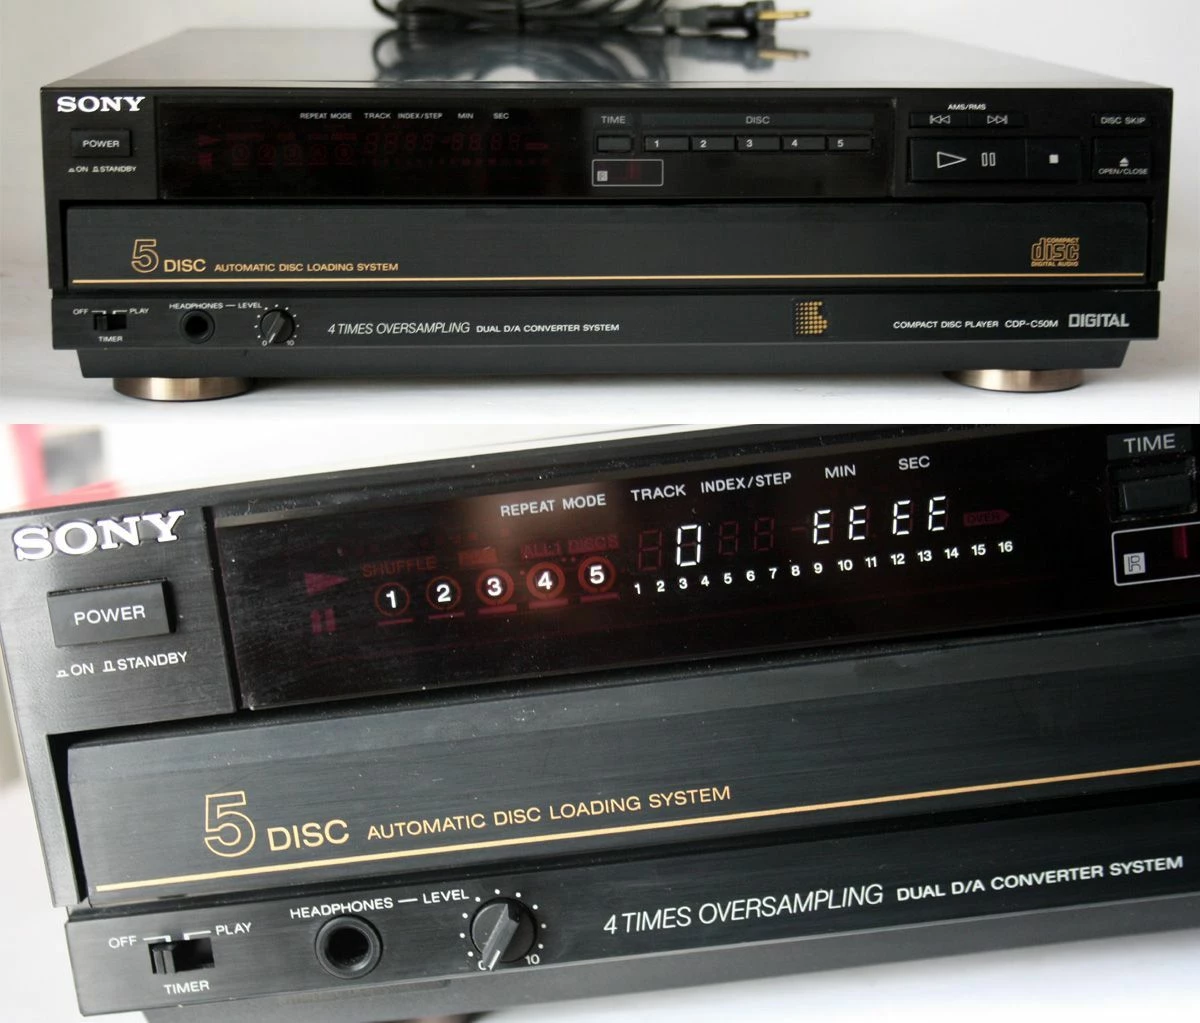 SONY
REPEAT MODE TRACK INDEX/STEP MIN SEC
TIME DISC
AMS/RMS
DISC SKIP
POWER
1 2 3 4 5
ON STANDBY
R
OPEN/CLOSE
5 DISC AUTOMATIC DISC LOADING SYSTEM
COMPACT
disc
DIGITAL AUDIO
OFF PLAY
TIMER
HEADPHONES — LEVEL
0 10
4 TIMES OVERSAMPLING DUAL D/A CONVERTER SYSTEM
COMPACT DISC PLAYER CDP-C50M DIGITAL
SONY
REPEAT MODE TRACK INDEX/STEP MIN SEC
TIME
SHUFFLE ALL 1 DISCS
0 EE EE OVER
1 2 3 4 5
1 2 3 4 5 6 7 8 9 10 11 12 13 14 15 16
R
POWER
ON STANDBY
5 DISC AUTOMATIC DISC LOADING SYSTEM
OFF PLAY
TIMER
HEADPHONES — LEVEL
0 10
4 TIMES OVERSAMPLING DUAL D/A CONVERTER SYSTEM